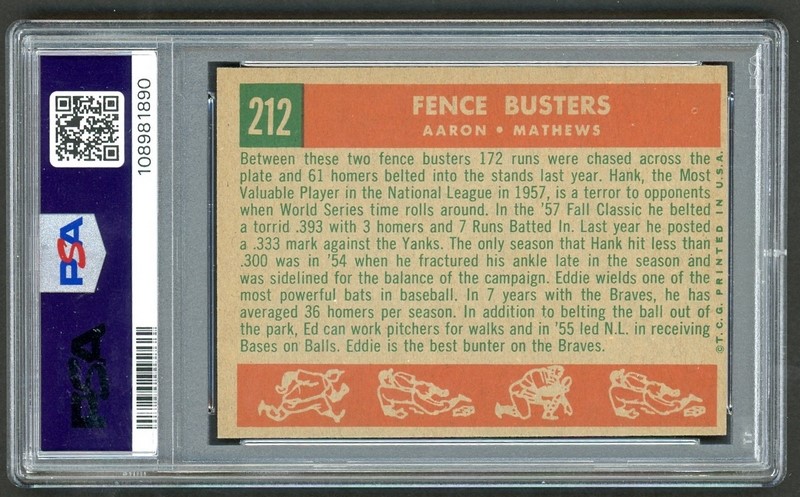 PSA
PSA
108981890
212
FENCE BUSTERS
AARON • MATHEWS
Between these two fence busters 172 runs were chased across the
plate and 61 homers belted into the stands last year. Hank, the Most
Valuable Player in the National League in 1957, is a terror to opponents
when World Series time rolls around. In the '57 Fall Classic he belted
a torrid .393 with 3 homers and 7 Runs Batted In. Last year he posted
a .333 mark against the Yanks. The only season that Hank hit less than
.300 was in '54 when he fractured his ankle late in the season and
was sidelined for the balance of the campaign. Eddie wields one of the
most powerful bats in baseball. In 7 years with the Braves, he has
averaged 36 homers per season. In addition to belting the ball out of
the park, Ed can work pitchers for walks and in '55 led N.L. in receiving
Bases on Balls. Eddie is the best bunter on the Braves.
©T.C.G. PRINTED IN U.S.A.